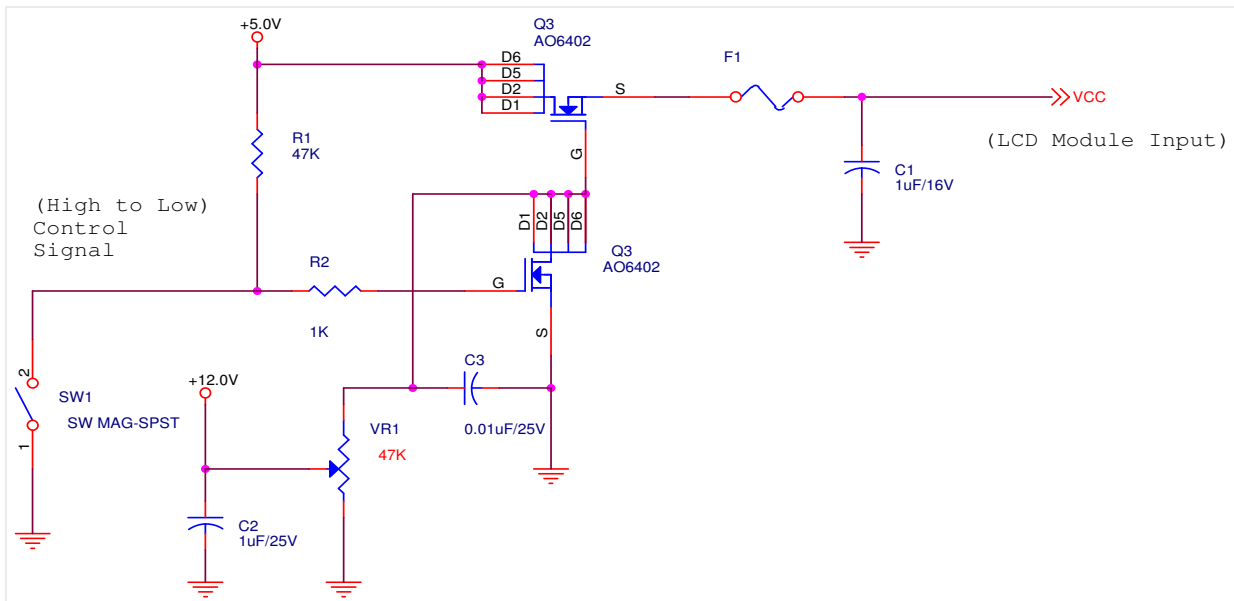 +5.0V
Q3
AO6402
F1
D6
D5
D2
D1
S
G
VCC
(LCD Module Input)
R1
47K
C1
1uF/16V
(High to Low)
Control
Signal
D1
D2
D5
D6
Q3
AO6402
R2
1K
G
S
2
1
SW1
SW MAG-SPST
+12.0V
C3
0.01uF/25V
VR1
47K
C2
1uF/25V